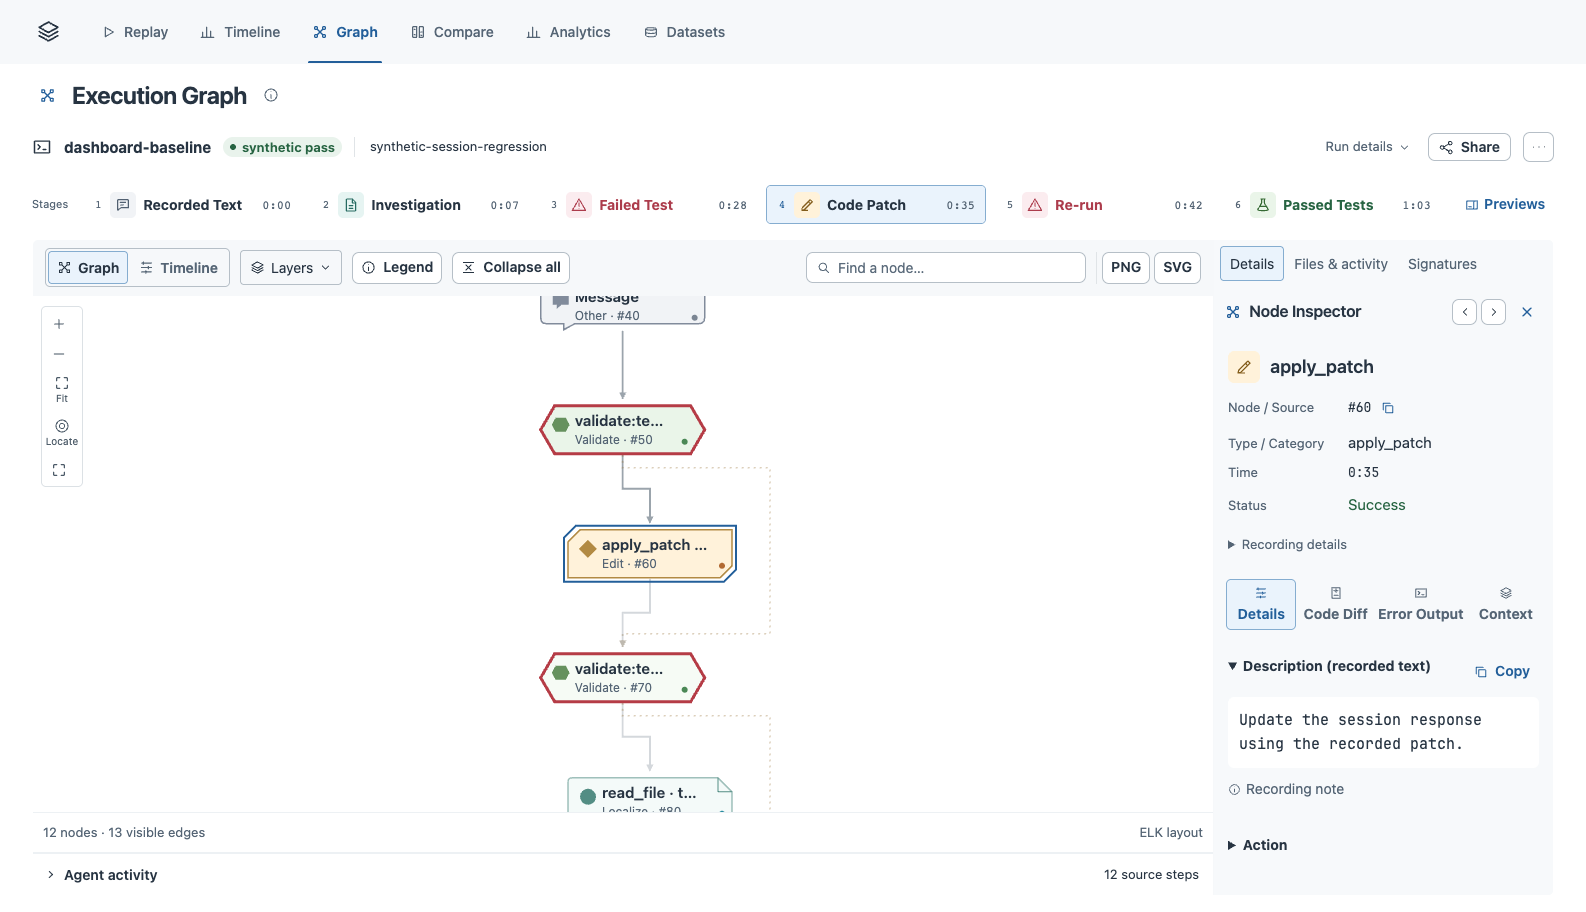 Replay Timeline Graph Compare Analytics Datasets
Execution Graph
dashboard-baseline synthetic pass synthetic-session-regression Run details Share
Stages 1 Recorded Text 0:00 2 Investigation 0:07 3 Failed Test 0:28 4 Code Patch 0:35 5 Re-run 0:42 6 Passed Tests 1:03 Previews
Graph Timeline Layers Legend Collapse all Find a node... PNG SVG
Details Files & activity Signatures
Message
Other · #40
Fit
Locate
validate:te...
Validate · #50
apply_patch ...
Edit · #60
validate:te...
Validate · #70
read_file · t...
Localize · #80
12 nodes · 13 visible edges ELK layout
Agent activity 12 source steps
Node Inspector
apply_patch
Node / Source #60
Type / Category apply_patch
Time 0:35
Status Success
Recording details
Details Code Diff Error Output Context
Description (recorded text) Copy
Update the session response
using the recorded patch.
Recording note
Action